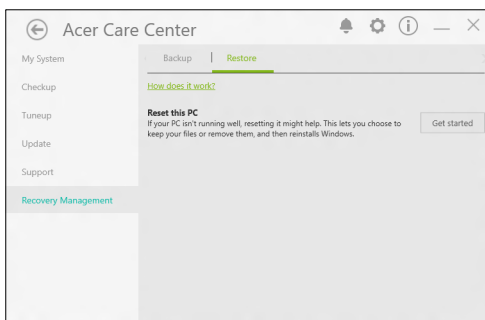 Acer Care Center
My System
Checkup
Tuneup
Update
Support
Recovery Management
Backup
Restore
How does it work?
Reset this PC
If your PC isn't running well, resetting it might help. This lets you choose to
keep your files or remove them, and then reinstalls Windows.
Get started